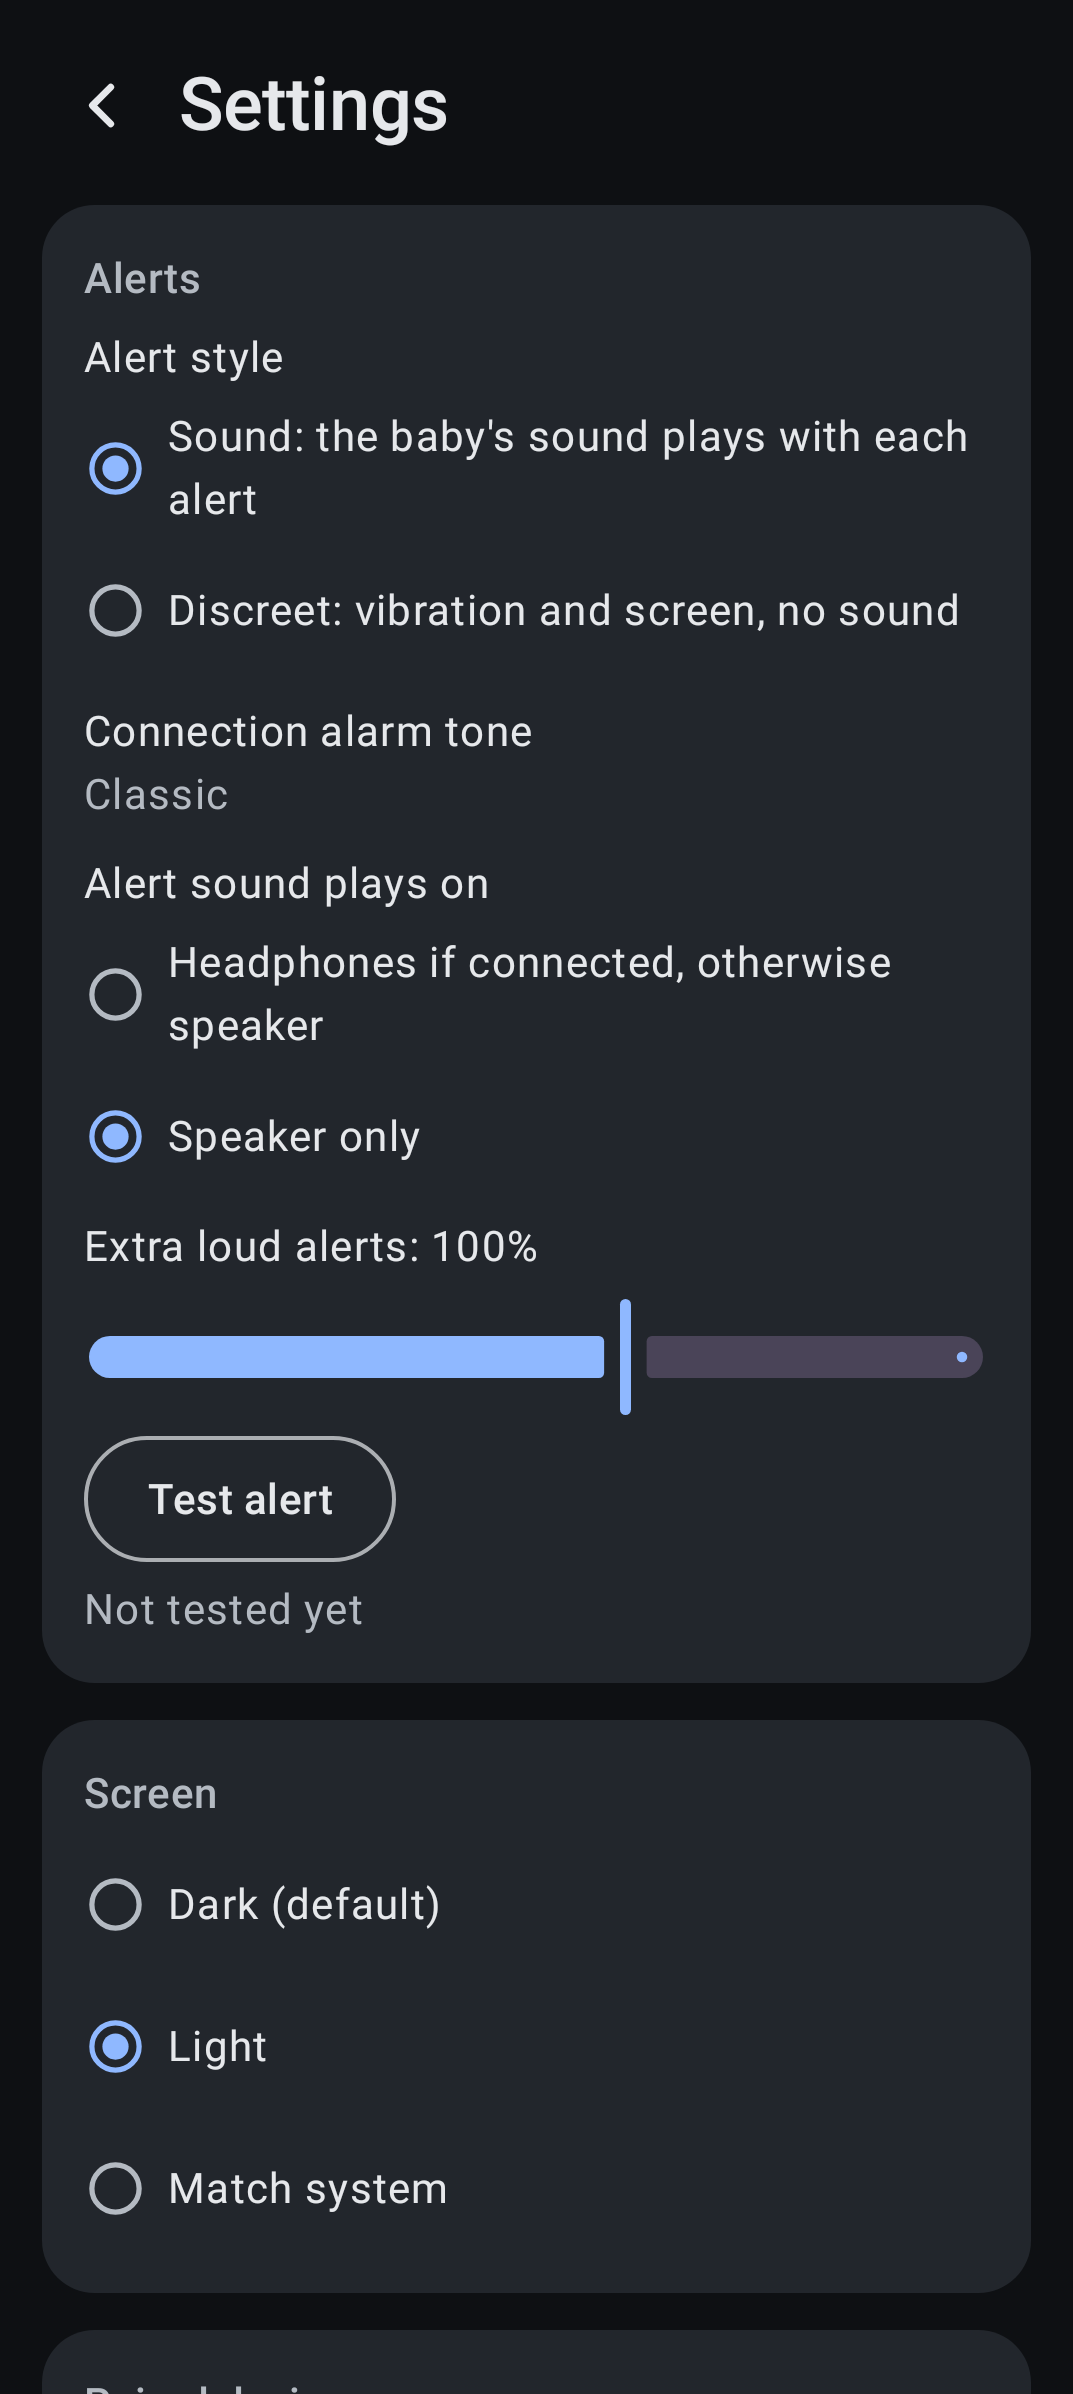 Settings
Alerts
Alert style
Sound: the baby's sound plays with each
alert
Discreet: vibration and screen, no sound
Connection alarm tone
Classic
Alert sound plays on
Headphones if connected, otherwise
speaker
Speaker only
Extra loud alerts: 100%
Test alert
Not tested yet
Screen
Dark (default)
Light
Match system